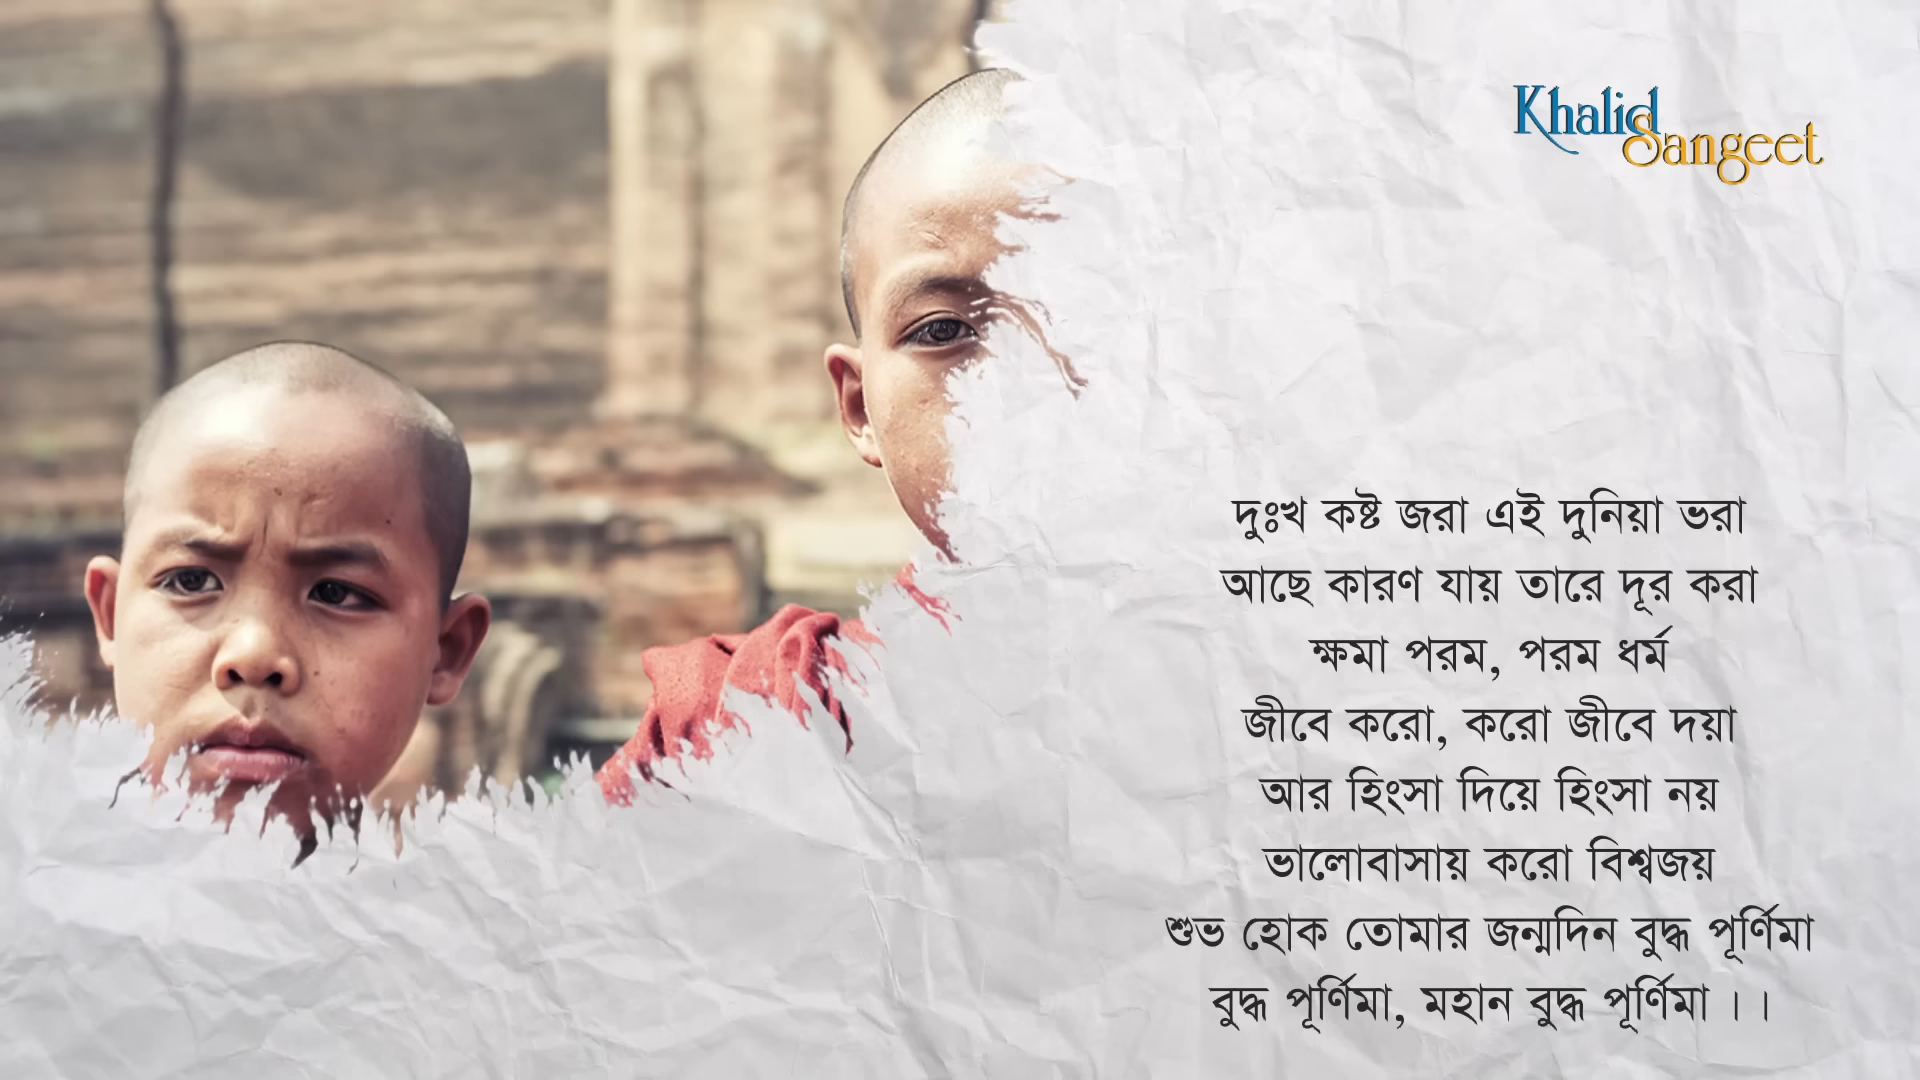 Khalid
Sangeet
দুঃখ কষ্ট জরা এই দুনিয়া ভরা
আছে কারণ যায় তারে দূর করা
ক্ষমা পরম, পরম ধর্ম
জীবে করো, করো জীবে দয়া
আর হিংসা দিয়ে হিংসা নয়
ভালোবাসায় করো বিশ্বজয়
শুভ হোক তোমার জন্মদিন বুদ্ধ পূর্ণিমা
বুদ্ধ পূর্ণিমা, মহান বুদ্ধ পূর্ণিমা ।।